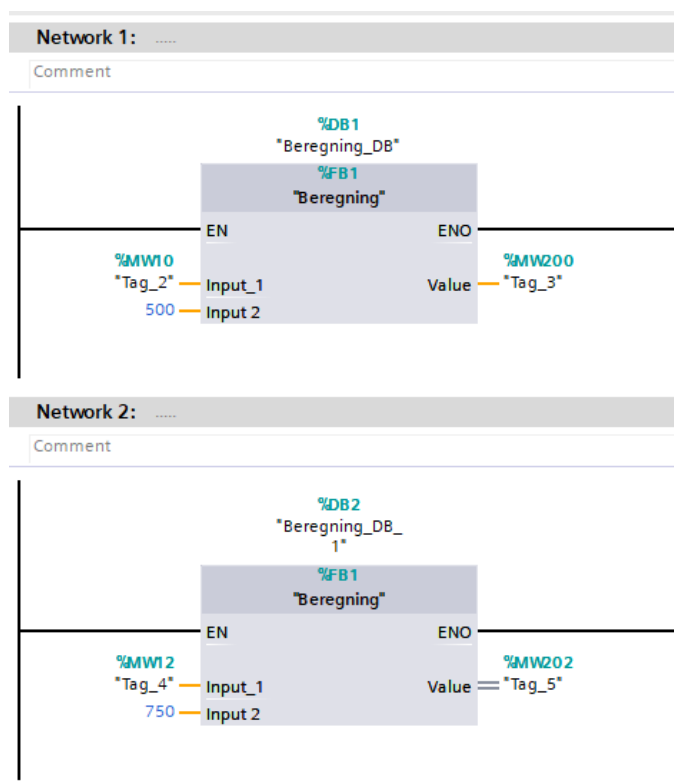 Network 1: .....
Comment
%DB1
"Beregning_DB"
%FB1
"Beregning"
EN ENO
%MW10 %MW200
"Tag_2" Input_1 Value "Tag_3"
500 Input 2
Network 2: .....
Comment
%DB2
"Beregning_DB_
1"
%FB1
"Beregning"
EN ENO
%MW12 %MW202
"Tag_4" Input_1 Value "Tag_5"
750 Input 2